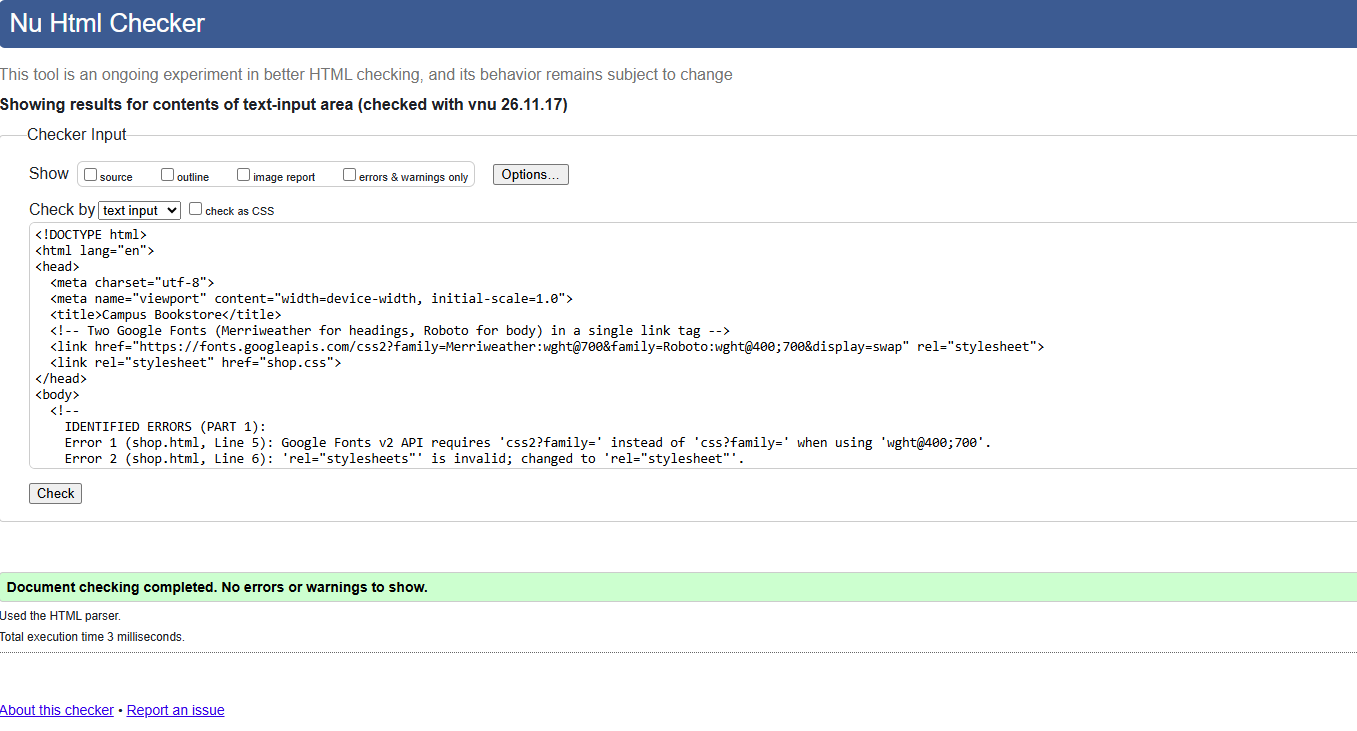 Nu Html Checker
This tool is an ongoing experiment in better HTML checking, and its behavior remains subject to change
Showing results for contents of text-input area (checked with vnu 26.11.17)
Checker Input
Show source outline image report errors & warnings only Options...
Check by text input check as CSS
<!DOCTYPE html>
<html lang="en">
<head>
  <meta charset="utf-8">
  <meta name="viewport" content="width=device-width, initial-scale=1.0">
  <title>Campus Bookstore</title>
  <!-- Two Google Fonts (Merriweather for headings, Roboto for body) in a single link tag -->
  <link href="https://fonts.googleapis.com/css2?family=Merriweather:wght@700&family=Roboto:wght@400;700&display=swap" rel="stylesheet">
  <link rel="stylesheet" href="shop.css">
</head>
<body>
  <!--
    IDENTIFIED ERRORS (PART 1):
    Error 1 (shop.html, Line 5): Google Fonts v2 API requires 'css2?family=' instead of 'css?family=' when using 'wght@400;700'.
    Error 2 (shop.html, Line 6): 'rel="stylesheets"' is invalid; changed to 'rel="stylesheet"'.
Check
Document checking completed. No errors or warnings to show.
Used the HTML parser.
Total execution time 3 milliseconds.
About this checker • Report an issue